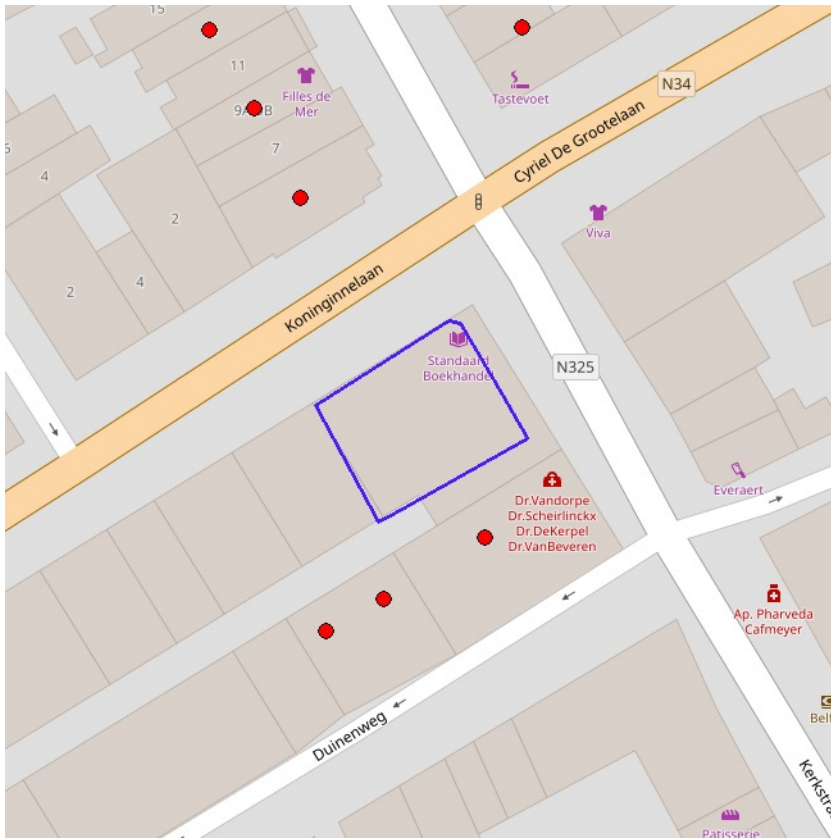 15
11
Filles de
Mer
9A
B
7
Tastevoet
N34
Cyriel De Grootelaan
4
2
2
4
Viva
Koninginnelaan
Standaard
Boekhandel
N325
Everaert
Dr.Vandorpe
Dr.Scheirlinckx
Dr.DeKerpel
Dr.VanBeveren
Ap. Pharveda
Cafmeyer
Belf
Duinenweg
Kerkstra
Patisserie